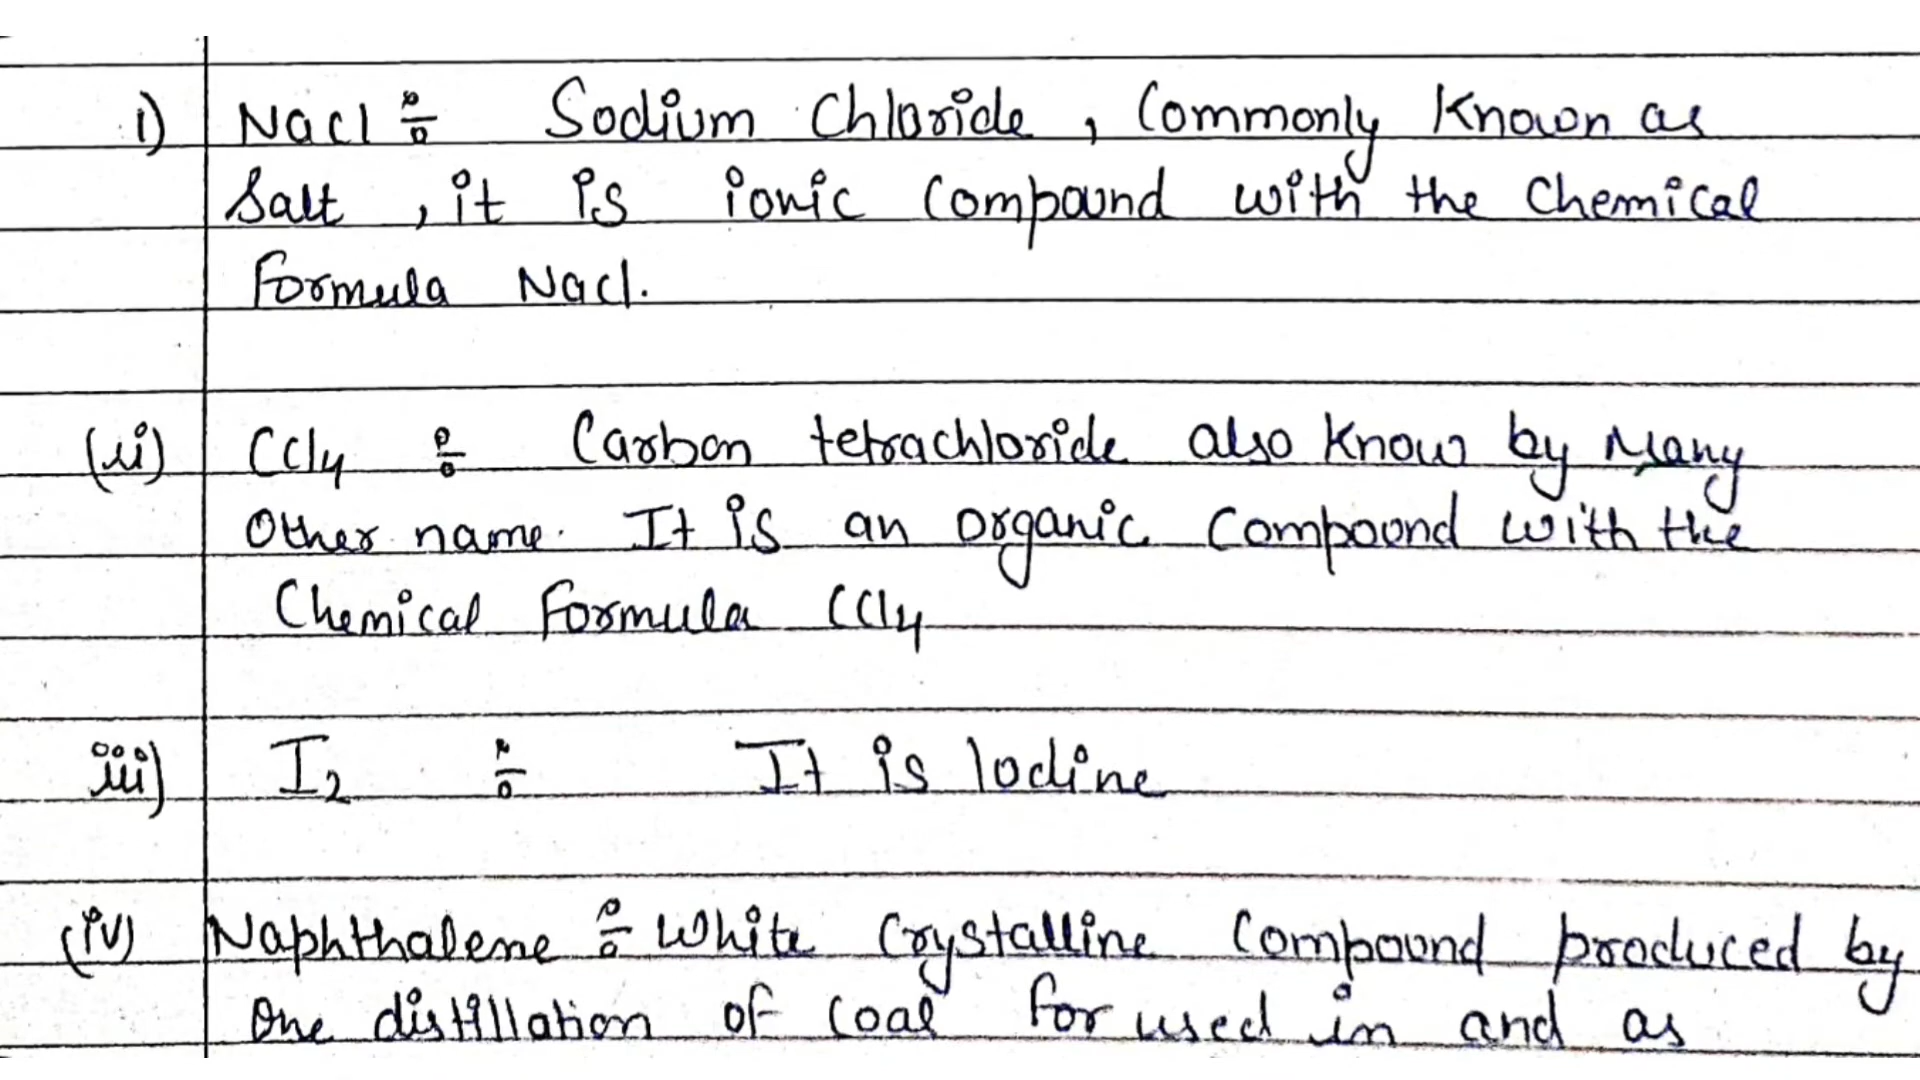 i) Nacl ÷ Sodium Chloride, Commonly Known as
Salt, it is ionic Compound with the Chemical
Formula Nacl.
(ii) CCl4 ÷ Carbon tetrachloride also Know by Many
Other name. It is an organic Compound with the
Chemical Formula CCl4
iii) I2 ÷ It is Iodine
(iv) Naphthalene ÷ White Crystalline Compound produced by
One distillation of Coal for used in and as